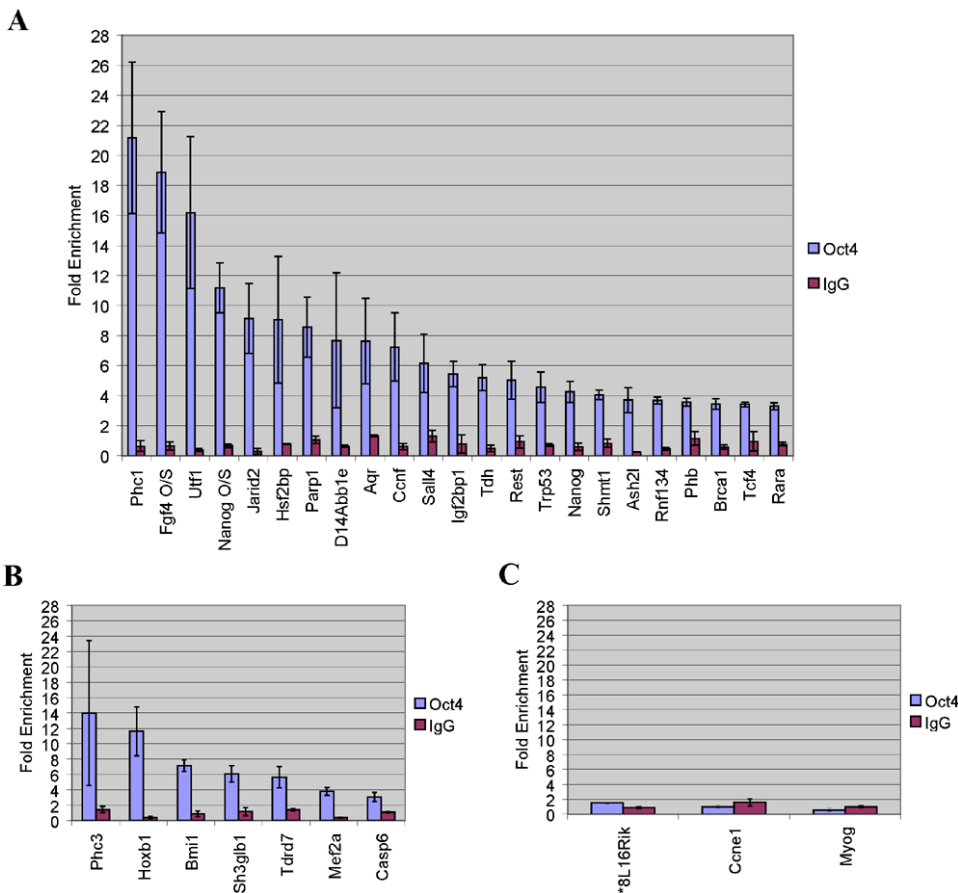 A
Fold Enrichment
28
26
24
22
20
18
16
14
12
10
8
6
4
2
0
Phc1
Fgf4 O/S
Utf1
Nanog O/S
Jarid2
Hsf2bp
Parp1
D14Abb1e
Aqr
Ccnf
Sall4
Igf2bp1
Tdh
Rest
Trp53
Nanog
Shmt1
Ash2l
Rnf134
Phb
Brca1
Tcf4
Rara
Oct4
IgG
B
Fold Enrichment
28
26
24
22
20
18
16
14
12
10
8
6
4
2
0
Phc3
Hoxb1
Bmi1
Sh3glb1
Tdrd7
Mef2a
Casp6
Oct4
IgG
C
Fold Enrichment
28
26
24
22
20
18
16
14
12
10
8
6
4
2
0
*8L16Rik
Ccne1
Myog
Oct4
IgG